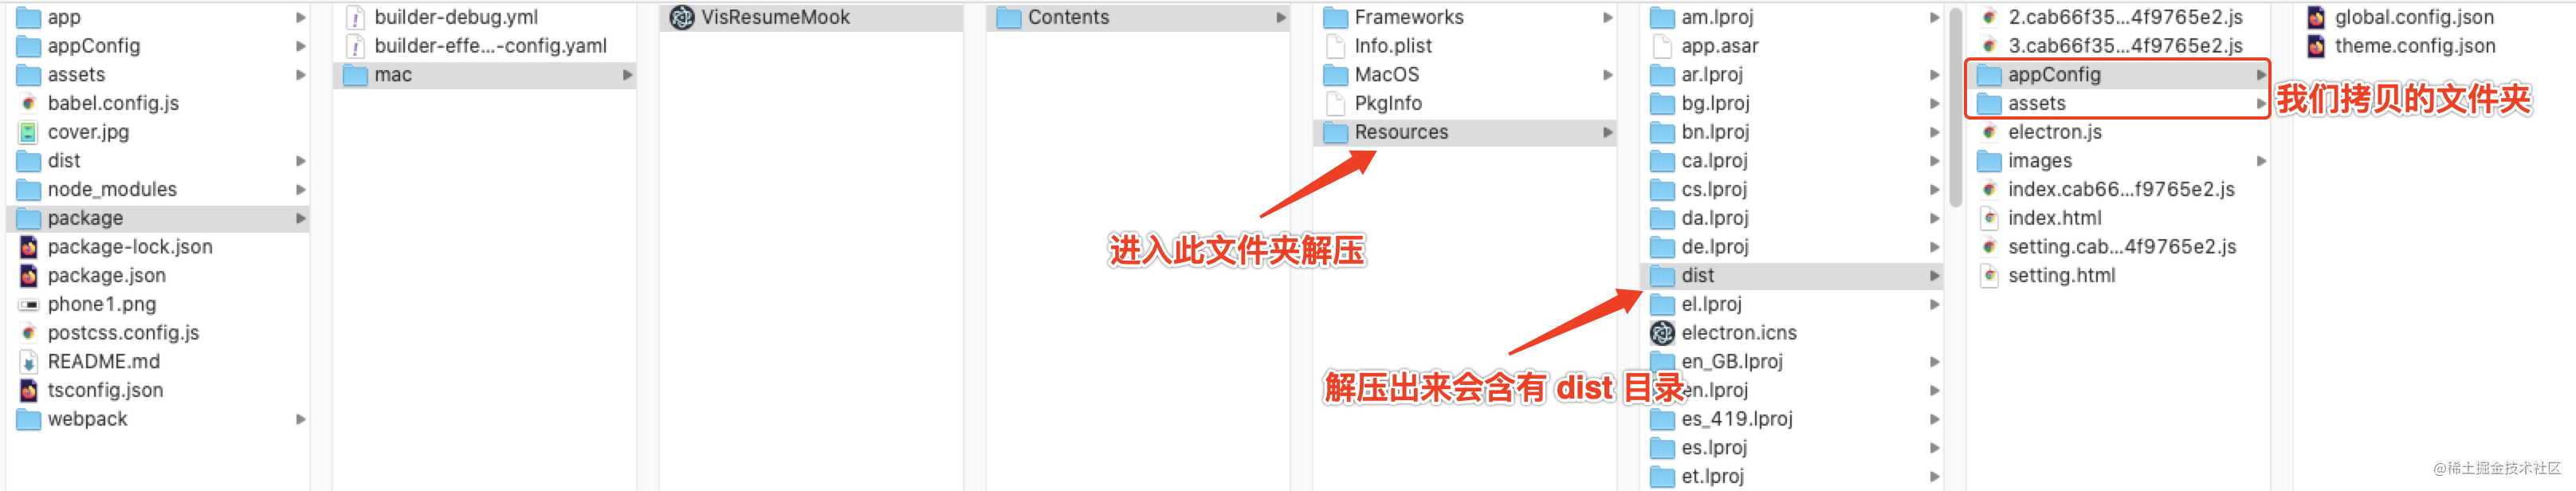 app
appConfig
assets
babel.config.js
cover.jpg
dist
node_modules
package
package-lock.json
package.json
phone1.png
postcss.config.js
README.md
tsconfig.json
webpack
builder-debug.yml
builder-effe...-config.yaml
mac
VisResumeMook
Contents
Frameworks
Info.plist
MacOS
PkgInfo
Resources
进入此文件夹解压
解压出来会含有 dist 目录
am.lproj
app.asar
ar.lproj
bg.lproj
bn.lproj
ca.lproj
cs.lproj
da.lproj
de.lproj
dist
el.lproj
electron.icns
en_GB.lproj
en.lproj
es_419.lproj
es.lproj
et.lproj
2.cab66f35...4f9765e2.js
3.cab66f35...4f9765e2.js
appConfig
assets
electron.js
images
index.cab66...f9765e2.js
index.html
setting.cab...4f9765e2.js
setting.html
我们拷贝的文件夹
global.config.json
theme.config.json
@稀土掘金技术社区